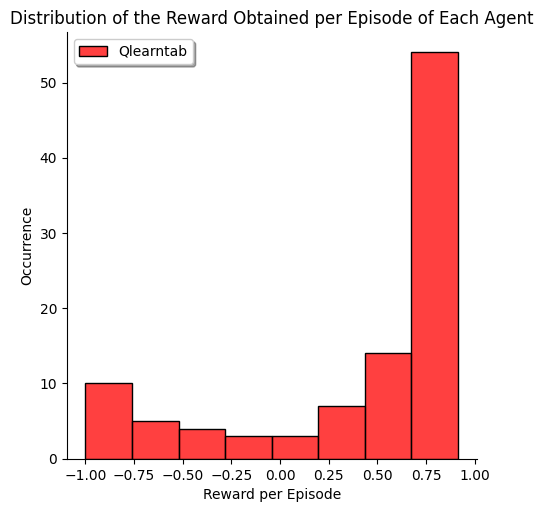 Distribution of the Reward Obtained per Episode of Each Agent
Qlearntab
Occurrence
50
40
30
20
10
0
−1.00 −0.75 −0.50 −0.25 0.00 0.25 0.50 0.75 1.00
Reward per Episode